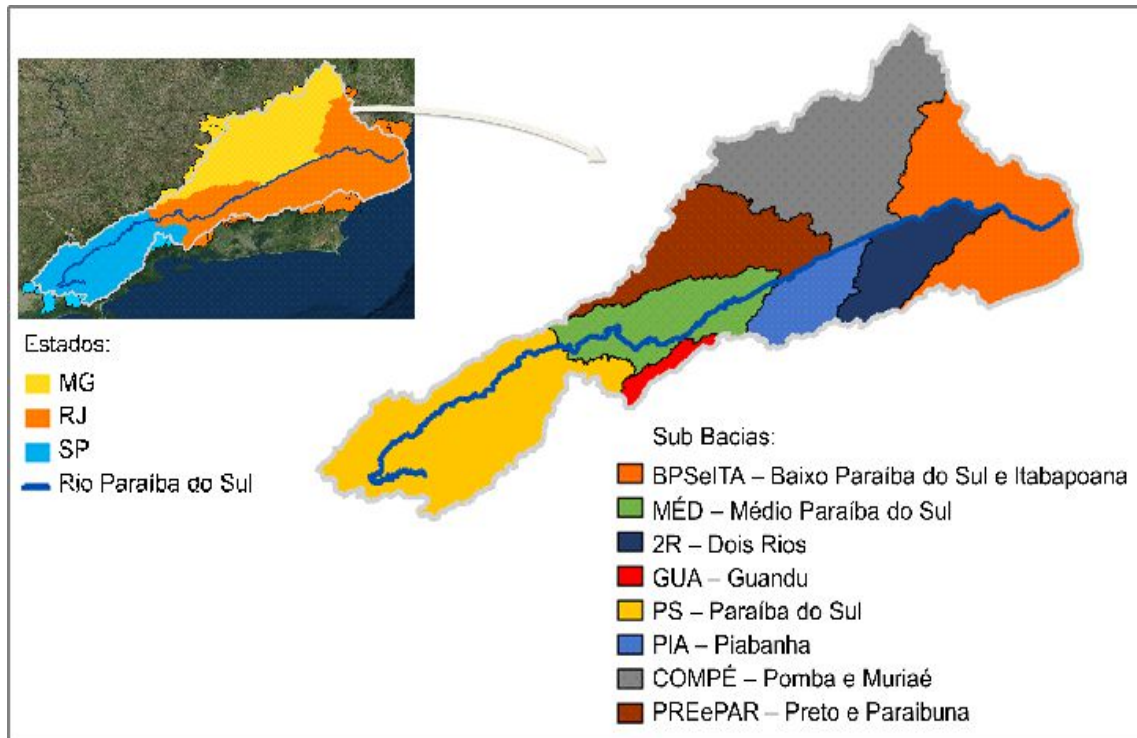 Estados:
MG
RJ
SP
Rio Paraíba do Sul
Sub Bacias:
BPSeITA – Baixo Paraíba do Sul e Itabapoana
MÉD – Médio Paraíba do Sul
2R – Dois Rios
GUA – Guandu
PS – Paraíba do Sul
PIA – Piabanha
COMPÉ – Pomba e Muriaé
PREePAR – Preto e Paraibuna